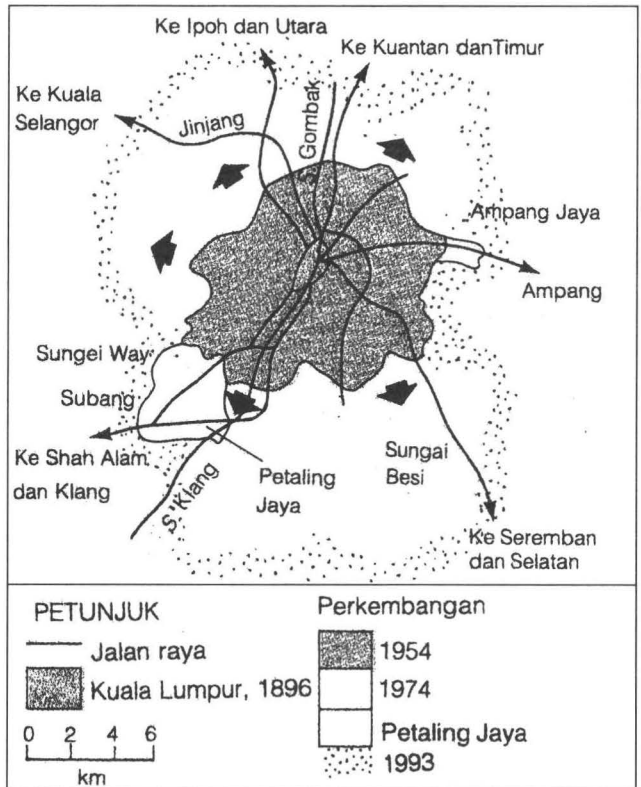 Ke Ipoh dan Utara
Ke Kuantan danTimur
Ke Kuala
Selangor
Jinjang
S. Gombak
Ampang Jaya
Ampang
Sungei Way
Subang
Ke Shah Alam
dan Klang
S. Klang
Petaling
Jaya
Sungai
Besi
Ke Seremban
dan Selatan
PETUNJUK
Jalan raya
Kuala Lumpur, 1896
0 2 4 6
km
Perkembangan
1954
1974
Petaling Jaya
1993